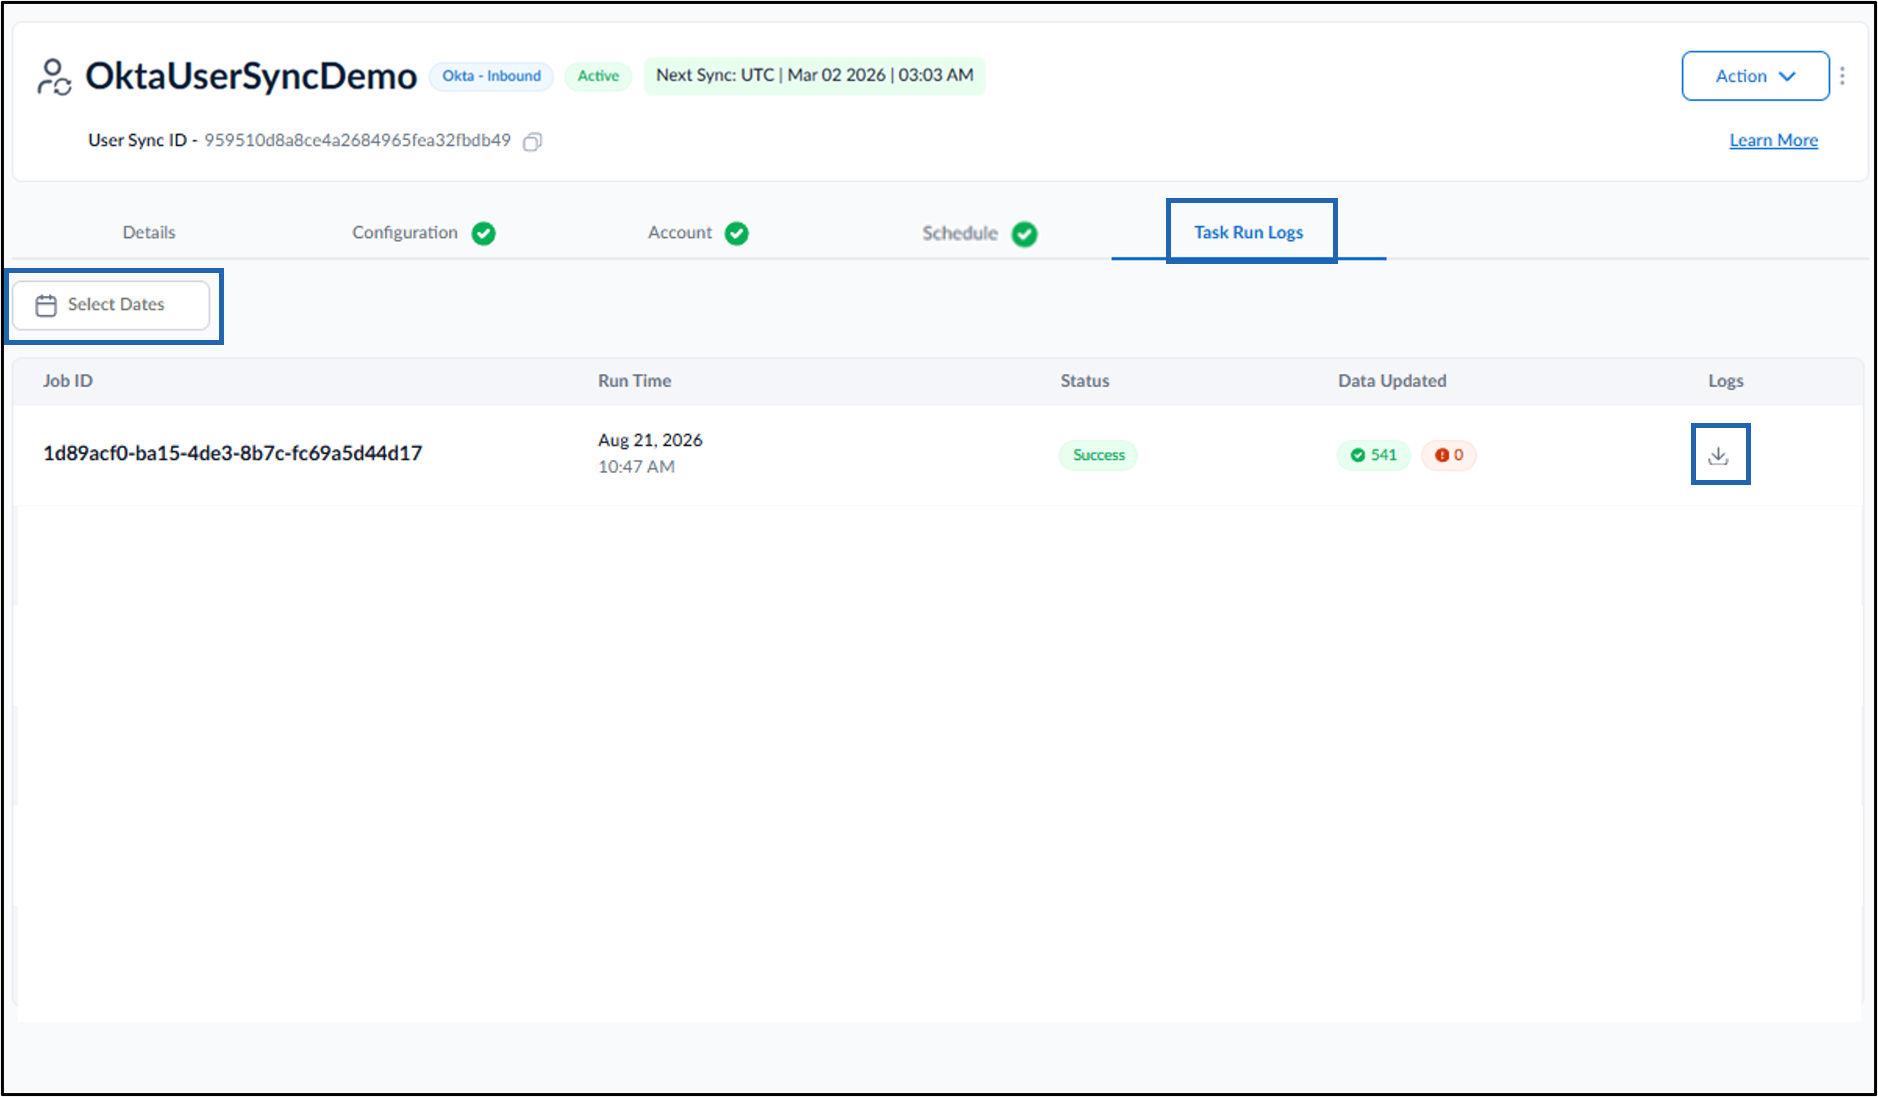 OktaUserSyncDemo Okta - Inbound Active Next Sync: UTC | Mar 02 2026 | 03:03 AM Action
User Sync ID - 959510d8a8ce4a2684965fea32fbdb49 Learn More
Details Configuration Account Schedule Task Run Logs
Select Dates
Job ID Run Time Status Data Updated Logs
1d89acf0-ba15-4de3-8b7c-fc69a5d44d17 Aug 21, 2026 Success 541 0
10:47 AM